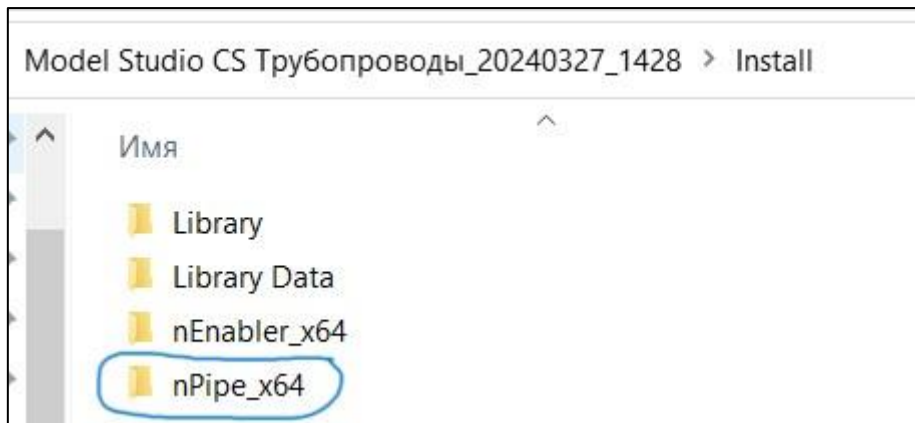 Model Studio CS Трубопроводы_20240327_1428 > Install
Имя
Library
Library Data
nEnabler_x64
nPipe_x64